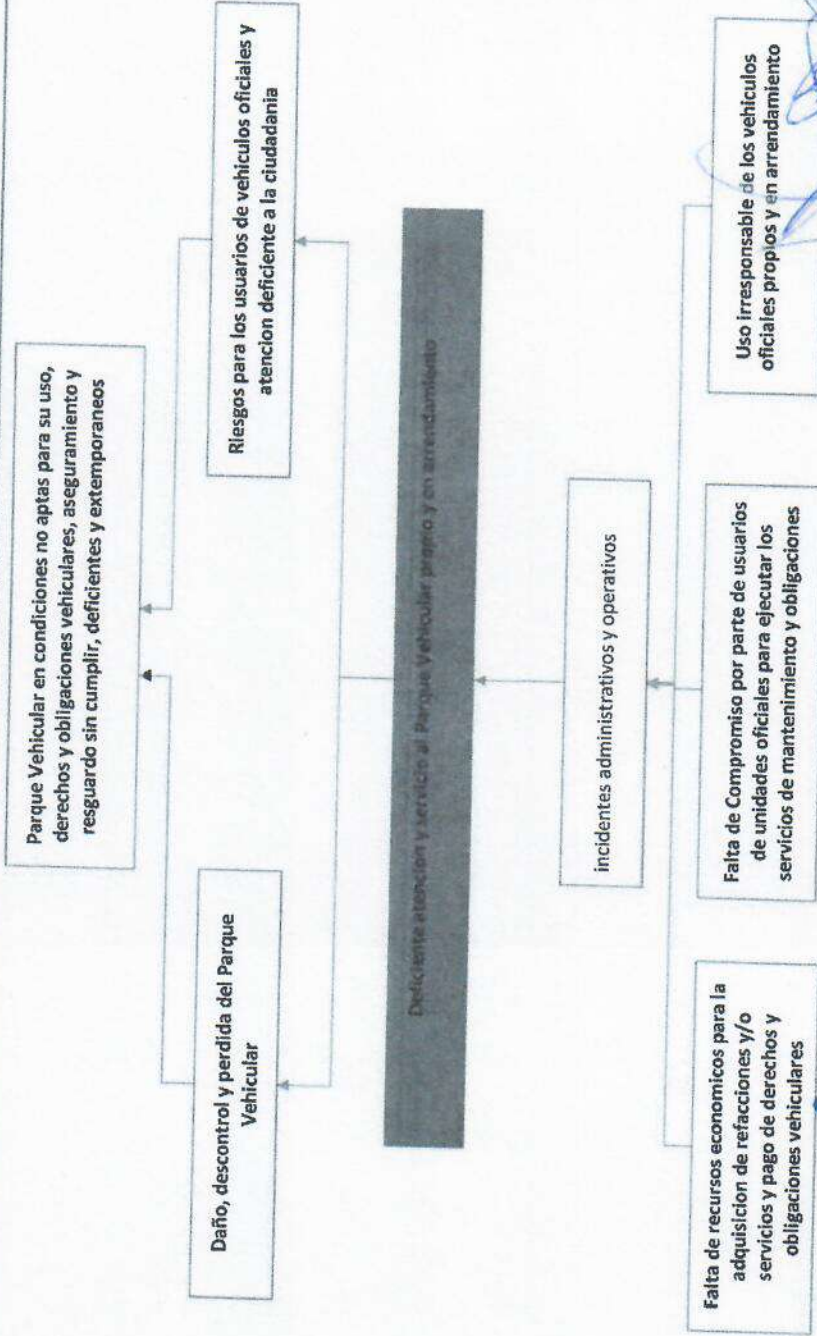 Parque Vehicular en condiciones no aptas para su uso,
derechos y obligaciones vehiculares, aseguramiento y
resguardo sin cumplir, deficientes y extemporaneos
Daño, descontrol y perdida del Parque
Vehicular
Riesgos para los usuarios de vehiculos oficiales y
atencion deficiente a la ciudadania
Deficiente atencion y servicio al Parque Vehicular propio y en arrendamiento
incidentes administrativos y operativos
Falta de recursos economicos para la
adquisicion de refacciones y/o
servicios y pago de derechos y
obligaciones vehiculares
Falta de Compromiso por parte de usuarios
de unidades oficiales para ejecutar los
servicios de mantenimiento y obligaciones
Uso irresponsable de los vehiculos
oficiales propios y en arrendamiento